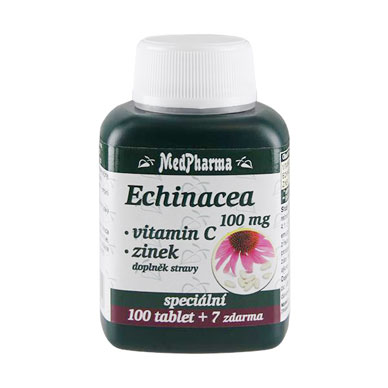 MedPharma
Echinacea
100 mg
• vitamin C
• zinek
doplněk stravy
speciální
100 tablet + 7 zdarma